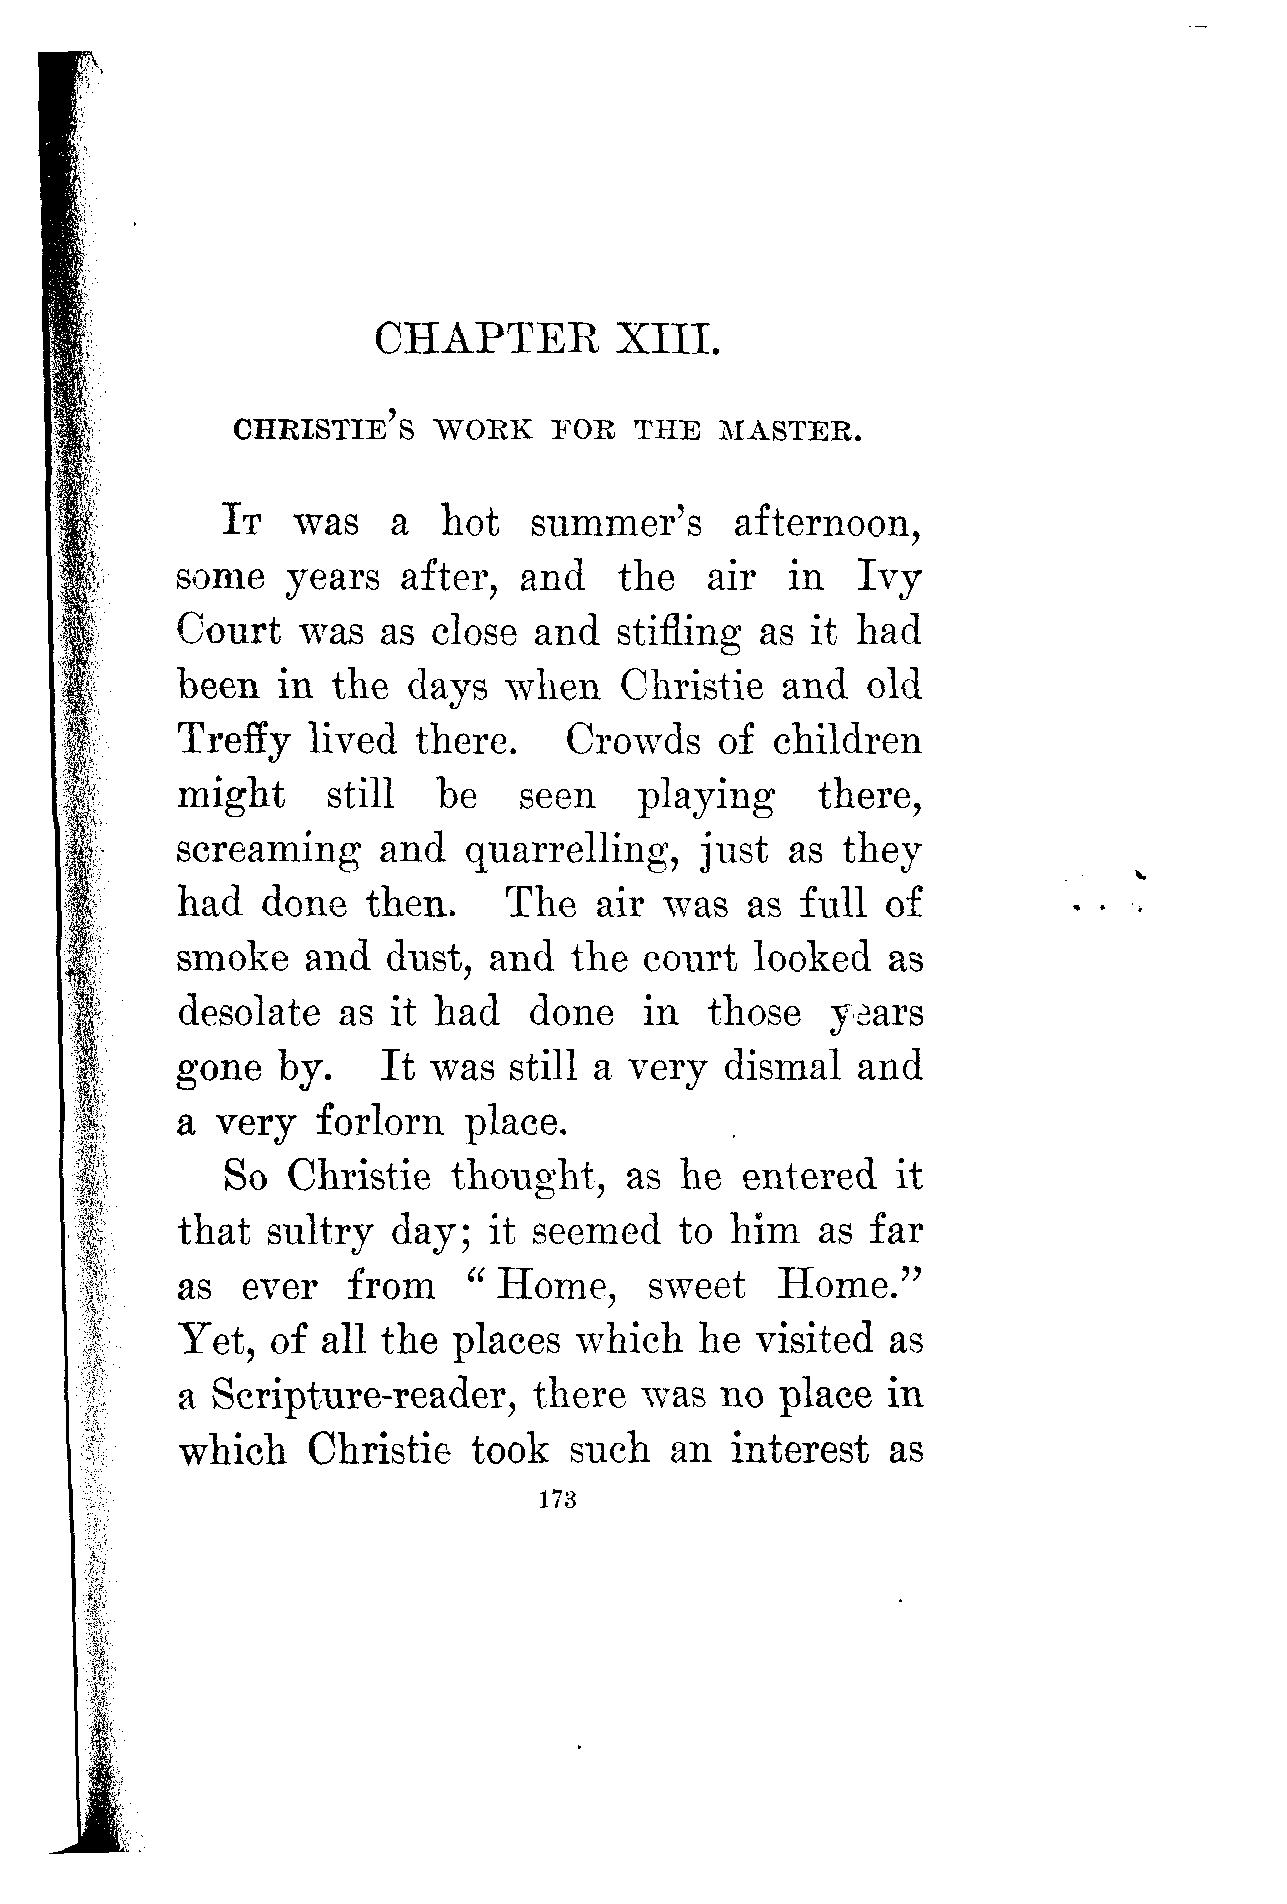 CHAPTER XIII.
CHRISTIE'S WORK FOR THE MASTER.
IT was a hot summer's afternoon,
some years after, and the air in Ivy
Court was as close and stifling as it had
been in the days when Christie and old
Treffy lived there. Crowds of children
might still be seen playing there,
screaming and quarrelling, just as they
had done then. The air was as full of
smoke and dust, and the court looked as
desolate as it had done in those years
gone by. It was still a very dismal and
a very forlorn place.
So Christie thought, as he entered it
that sultry day; it seemed to him as far
as ever from “ Home, sweet Home.”
Yet, of all the places which he visited as
a Scripture-reader, there was no place in
which Christie took such an interest as
173